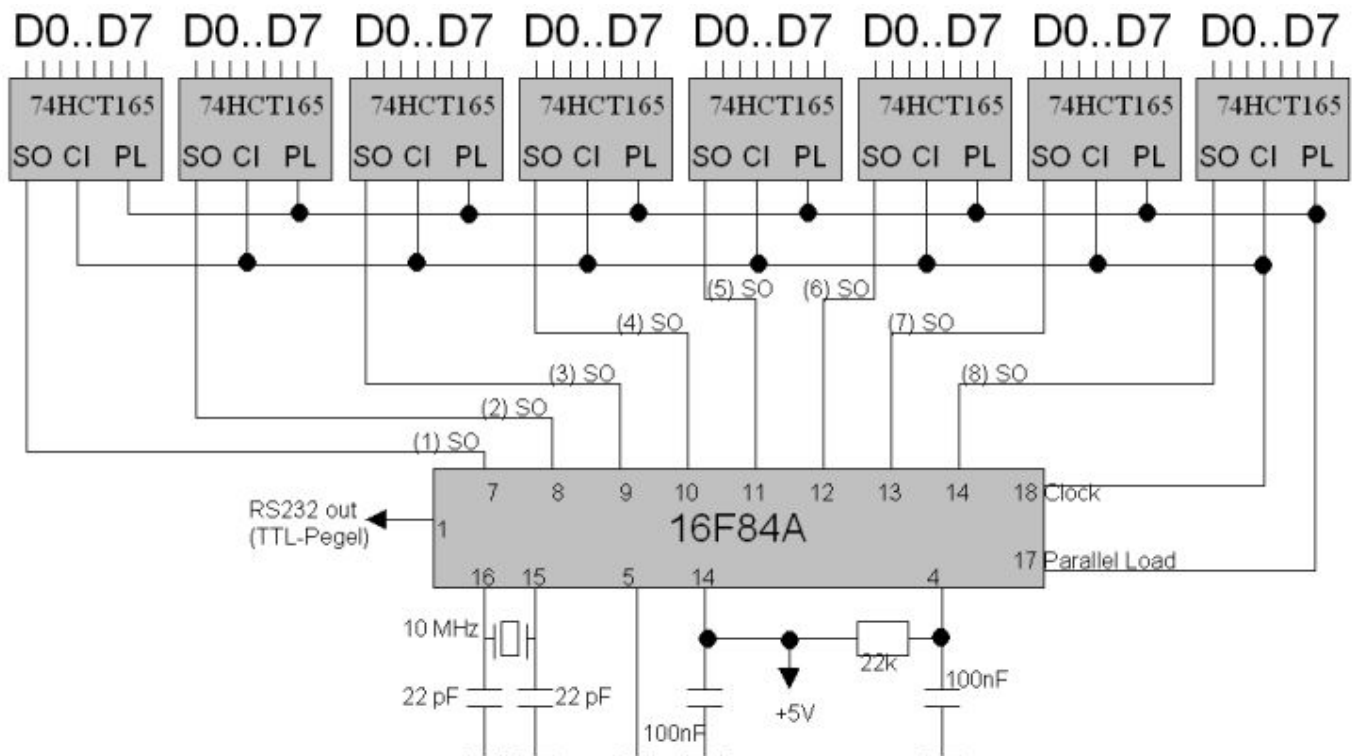 D0..D7 D0..D7 D0..D7 D0..D7 D0..D7 D0..D7 D0..D7 D0..D7
74HCT165 74HCT165 74HCT165 74HCT165 74HCT165 74HCT165 74HCT165 74HCT165
SO CI PL SO CI PL SO CI PL SO CI PL SO CI PL SO CI PL SO CI PL SO CI PL
(5) SO (6) SO
(4) SO (7) SO
(3) SO (8) SO
(2) SO
(1) SO
7 8 9 10 11 12 13 14 18 Clock
RS232 out
(TTL-Pegel)
1
16F84A
17 Parallel Load
16 15 5 14 4
10 MHz
22k
22 pF 22 pF
100nF
+5V
100nF